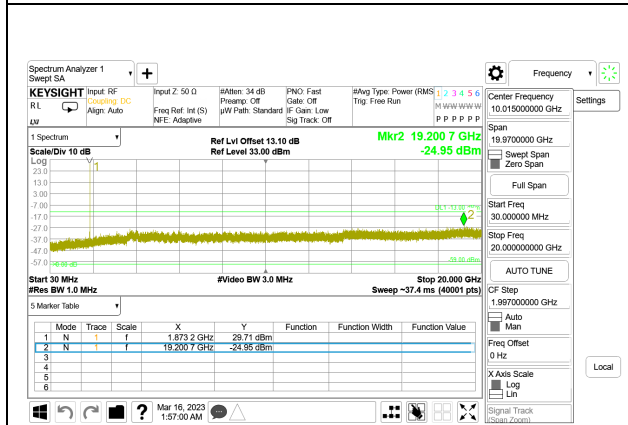 Spectrum Analyzer 1
Swept SA
Frequency
KEYSIGHT
Input: RF
Input Z: 50 Ω
#Atten: 34 dB
PNO: Fast
#Avg Type: Power (RMS
1 2 3 4 5 6
RL
Coupling: DC
Preamp: Off
Gate: Off
Trig: Free Run
M W W W W W
Align: Auto
Freq Ref: Int (S)
µW Path: Standard
IF Gain: Low
P P P P P P
LXI
NFE: Adaptive
Sig Track: Off
1 Spectrum
Ref Lvl Offset 13.10 dB
Mkr2 19.200 7 GHz
Scale/Div 10 dB
Ref Level 33.00 dBm
-24.95 dBm
Log
23.0
13.0
3.00
-7.00
-17.0
-27.0
-37.0
-47.0
-57.0
1
2
Start 30 MHz
#Video BW 3.0 MHz
Stop 20.000 GHz
#Res BW 1.0 MHz
Sweep ~37.4 ms (40001 pts)
5 Marker Table
Mode Trace Scale X Y Function Function Width Function Value
1 N 1 f 1.873 2 GHz 29.71 dBm
2 N 1 f 19.200 7 GHz -24.95 dBm
3
4
5
6
Mar 16, 2023
1:57:00 AM
?
Center Frequency
10.015000000 GHz
Settings
Span
19.9700000 GHz
Swept Span
Zero Span
Full Span
Start Freq
30.000000 MHz
Stop Freq
20.00000000 GHz
AUTO TUNE
CF Step
1.997000000 GHz
Auto
Man
Freq Offset
0 Hz
X Axis Scale
Log
Lin
Local
Signal Track
(Span Zoom)